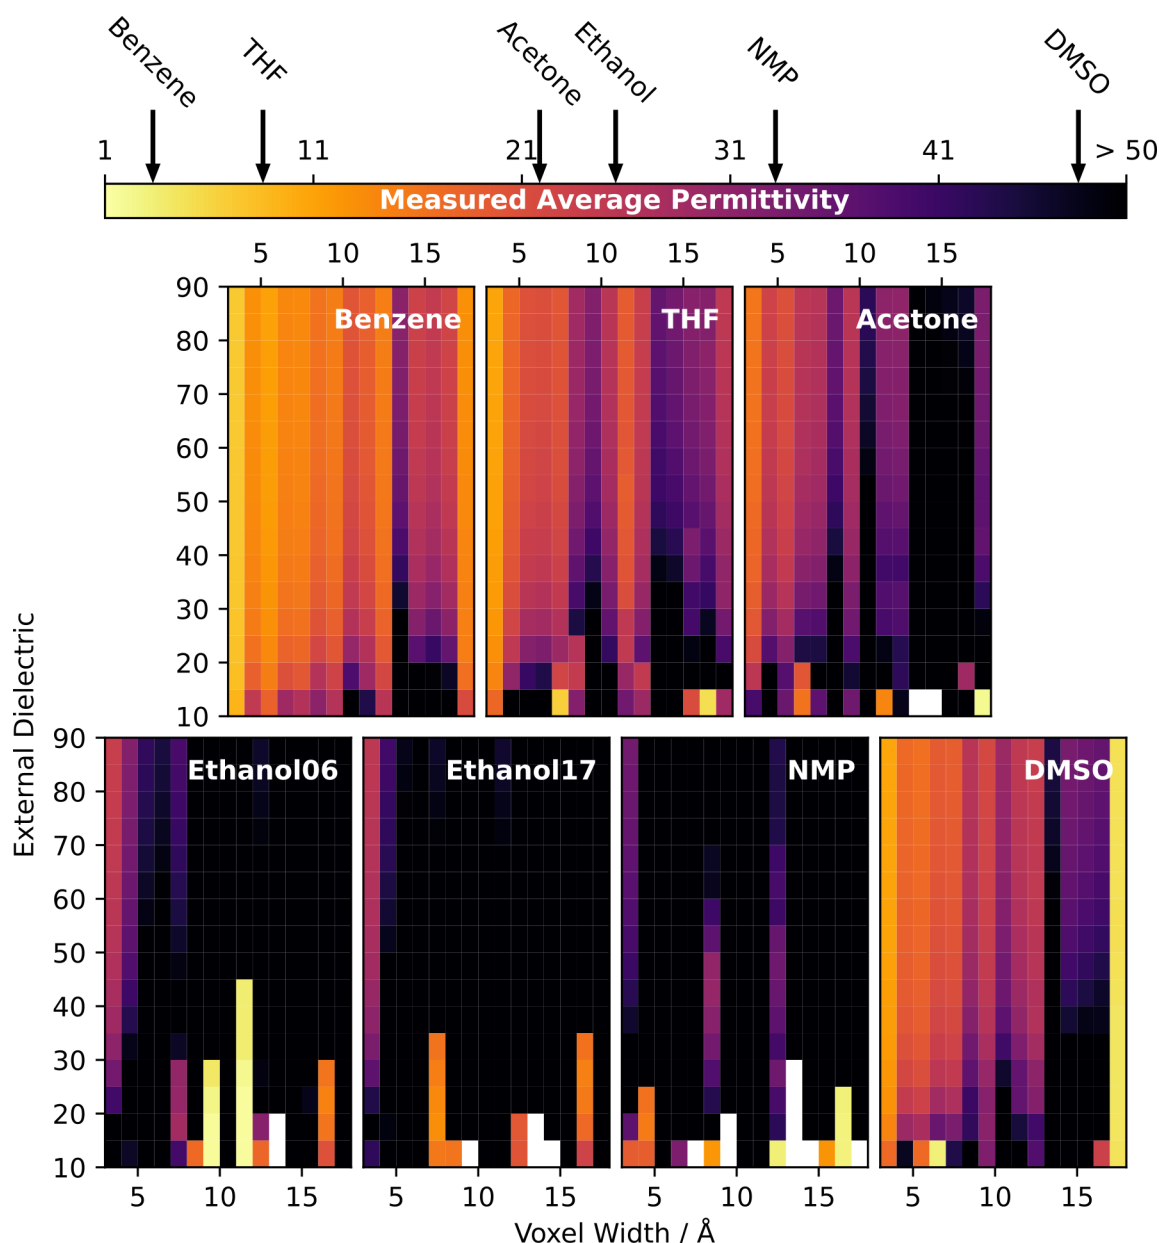 Benzene THF Acetone Ethanol NMP DMSO
1 11 21 31 41 > 50
Measured Average Permittivity
5 10 15 5 10 15 5 10 15
Benzene THF Acetone
90
80
70
60
50
40
30
20
10
External Dielectric
Ethanol06 Ethanol17 NMP DMSO
90
80
70
60
50
40
30
20
10
5 10 15 5 10 15 5 10 15 5 10 15
Voxel Width / Å